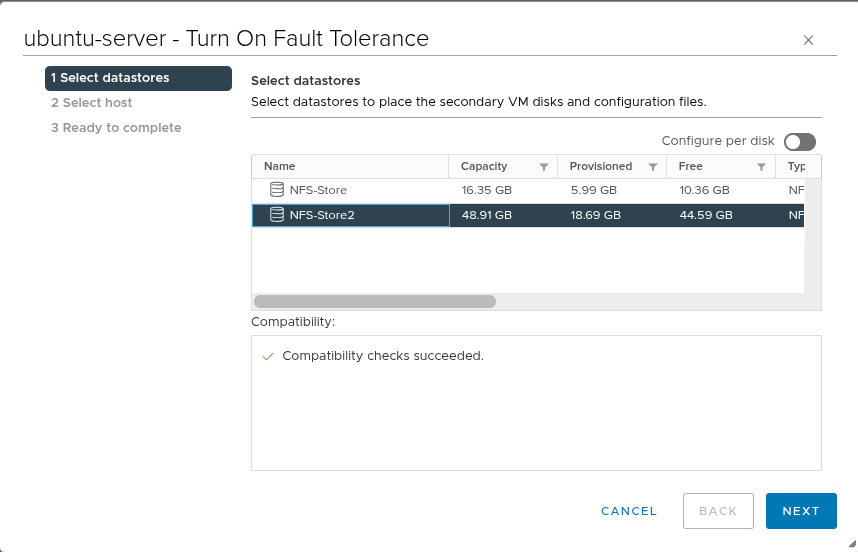 ubuntu-server - Turn On Fault Tolerance
1 Select datastores
2 Select host
3 Ready to complete
Select datastores
Select datastores to place the secondary VM disks and configuration files.
Configure per disk
Name Capacity Provisioned Free Typ
NFS-Store 16.35 GB 5.99 GB 10.36 GB NF
NFS-Store2 48.91 GB 18.69 GB 44.59 GB NF
Compatibility:
Compatibility checks succeeded.
CANCEL BACK NEXT